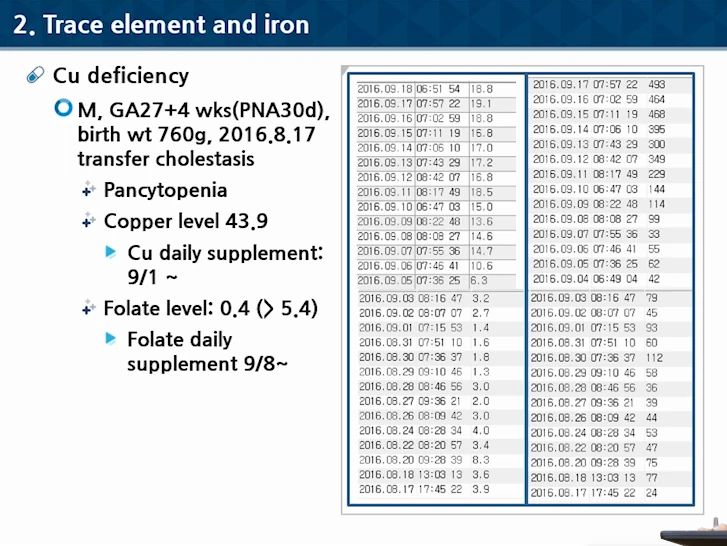 2. Trace element and iron
Cu deficiency
M, GA27+4 wks(PNA30d),
birth wt 760g, 2016.8.17
transfer cholestasis
Pancytopenia
Copper level 43.9
Cu daily supplement:
9/1 ~
Folate level: 0.4 (> 5.4)
Folate daily
supplement 9/8~
2016.09.18 06:51 54 18.8
2016.09.17 07:57 22 19.1
2016.09.16 07:02 59 18.8
2016.09.15 07:11 19 16.8
2016.09.14 07:06 10 17.0
2016.09.13 07:43 29 17.2
2016.09.12 08:42 07 16.8
2016.09.11 08:17 49 18.5
2016.09.10 06:47 03 15.0
2016.09.09 08:22 48 13.6
2016.09.08 08:08 27 14.6
2016.09.07 07:55 36 14.7
2016.09.06 07:46 41 10.6
2016.09.05 07:36 25 6.3
2016.09.03 08:16 47 3.2
2016.09.02 08:07 07 2.7
2016.09.01 07:15 53 1.4
2016.08.31 07:51 10 1.6
2016.08.30 07:36 37 1.8
2016.08.29 09:10 46 1.3
2016.08.28 08:46 56 3.0
2016.08.27 09:36 21 2.0
2016.08.26 08:09 42 3.0
2016.08.24 08:28 34 4.0
2016.08.22 08:20 57 3.4
2016.08.20 09:28 39 8.3
2016.08.18 13:03 13 3.6
2016.08.17 17:45 22 3.9
2016.09.17 07:57 22 493
2016.09.16 07:02 59 464
2016.09.15 07:11 19 468
2016.09.14 07:06 10 395
2016.09.13 07:43 29 300
2016.09.12 08:42 07 349
2016.09.11 08:17 49 229
2016.09.10 06:47 03 144
2016.09.09 08:22 48 114
2016.09.08 08:08 27 99
2016.09.07 07:55 36 33
2016.09.06 07:46 41 55
2016.09.05 07:36 25 62
2016.09.04 06:49 04 42
2016.09.03 08:16 47 79
2016.09.02 08:07 07 45
2016.09.01 07:15 53 93
2016.08.31 07:51 10 60
2016.08.30 07:36 37 112
2016.08.29 09:10 46 58
2016.08.28 08:46 56 36
2016.08.27 09:36 21 39
2016.08.26 08:09 42 44
2016.08.24 08:28 34 53
2016.08.22 08:20 57 47
2016.08.20 09:28 39 75
2016.08.18 13:03 13 77
2016.08.17 17:45 22 24